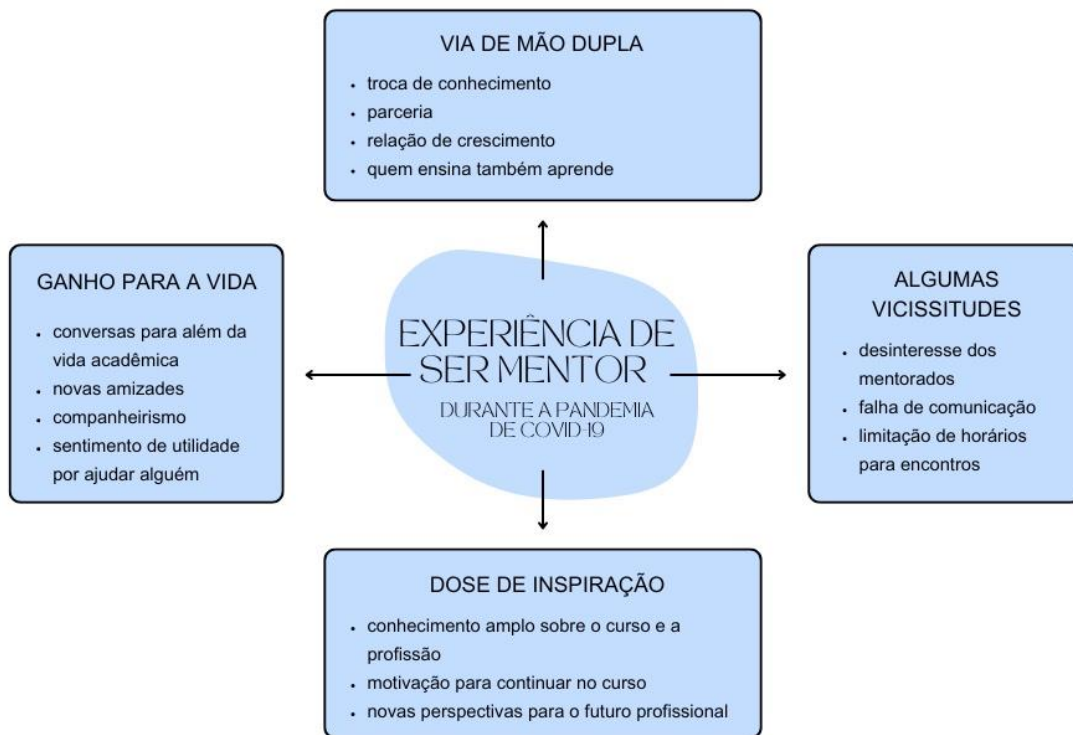 VIA DE MÃO DUPLA
• troca de conhecimento
• parceria
• relação de crescimento
• quem ensina também aprende
GANHO PARA A VIDA
• conversas para além da
vida acadêmica
• novas amizades
• companheirismo
• sentimento de utilidade
por ajudar alguém
EXPERIÊNCIA DE
SER MENTOR
DURANTE A PANDEMIA
DE COVID-19
ALGUMAS
VICISSITUDES
• desinteresse dos
mentorados
• falha de comunicação
• limitação de horários
para encontros
DOSE DE INSPIRAÇÃO
• conhecimento amplo sobre o curso e a
profissão
• motivação para continuar no curso
• novas perspectivas para o futuro profissional